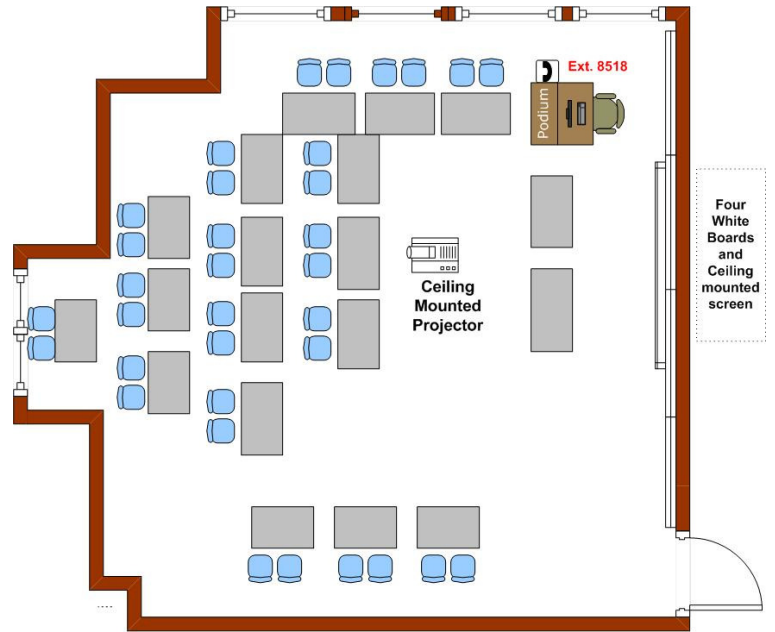 Ext. 8518
Podium
Four
White
Boards
and
Ceiling
mounted
screen
Ceiling
Mounted
Projector